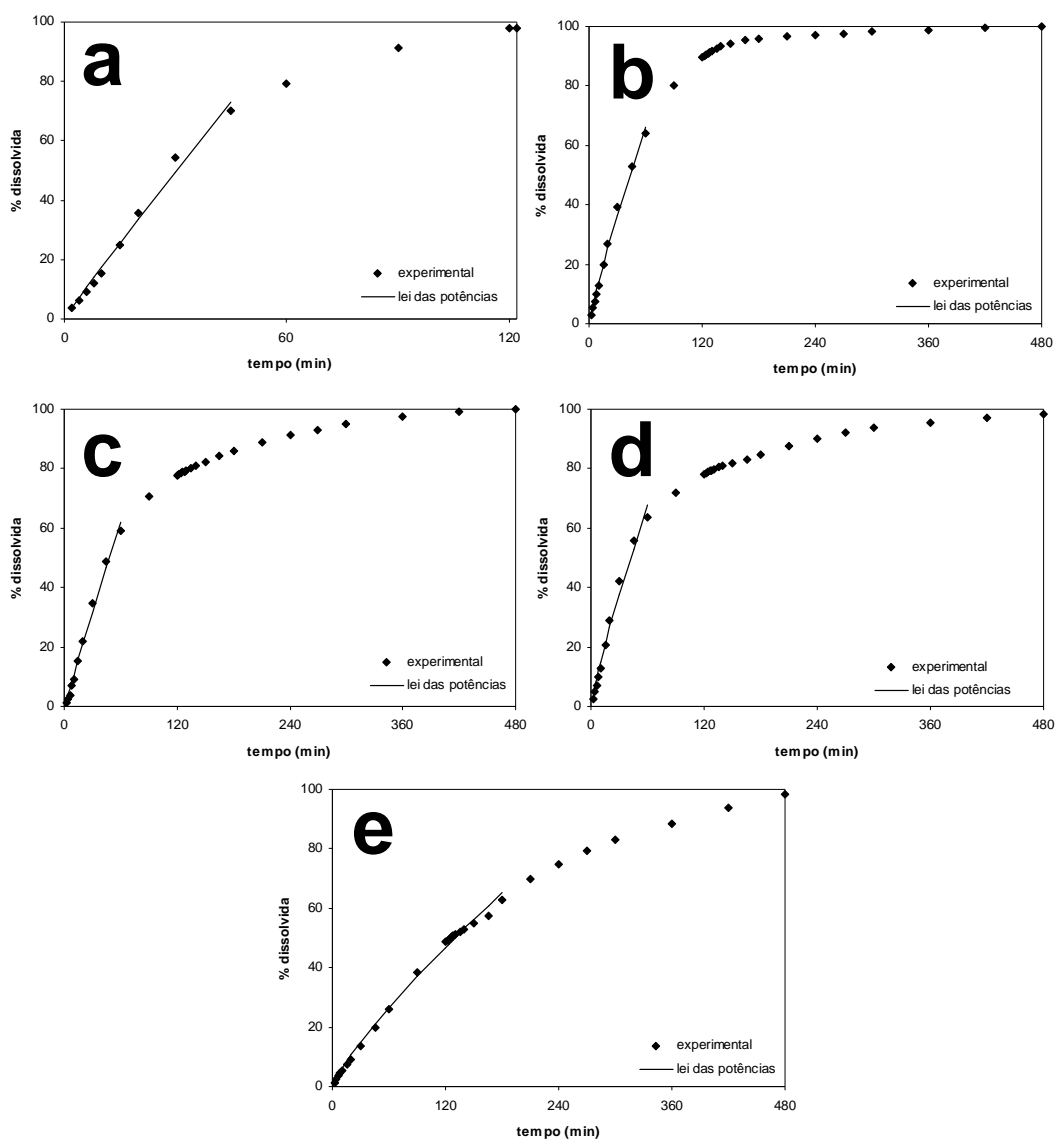 a
100
80
60
40
20
0
% dissolvida
experimental
lei das potências
0 60 120
tempo (min)
b
100
80
60
40
20
0
% dissolvida
experimental
lei das potências
0 120 240 360 480
tempo (min)
c
100
80
60
40
20
0
% dissolvida
experimental
lei das potências
0 120 240 360 480
tempo (min)
d
100
80
60
40
20
0
% dissolvida
experimental
lei das potências
0 120 240 360 480
tempo (min)
e
100
80
60
40
20
0
% dissolvida
experimental
lei das potências
0 120 240 360 480
tempo (min)